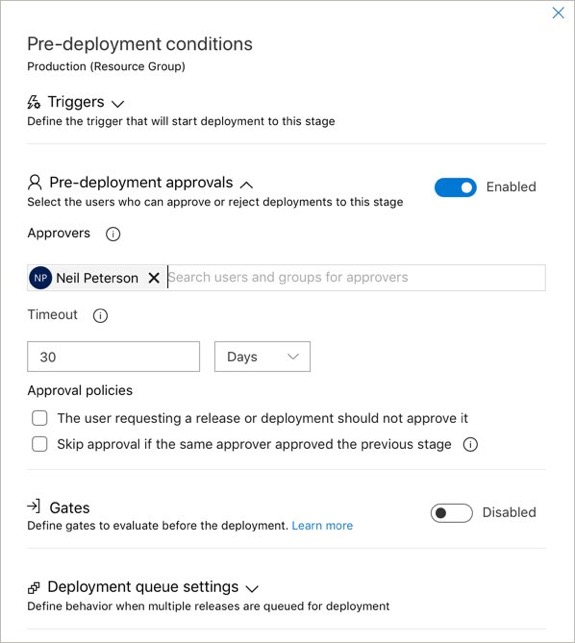 Pre-deployment conditions
Production (Resource Group)
Triggers
Define the trigger that will start deployment to this stage
Pre-deployment approvals
Enabled
Select the users who can approve or reject deployments to this stage
Approvers
NP Neil Peterson Search users and groups for approvers
Timeout
30 Days
Approval policies
The user requesting a release or deployment should not approve it
Skip approval if the same approver approved the previous stage
Gates
Disabled
Define gates to evaluate before the deployment. Learn more
Deployment queue settings
Define behavior when multiple releases are queued for deployment